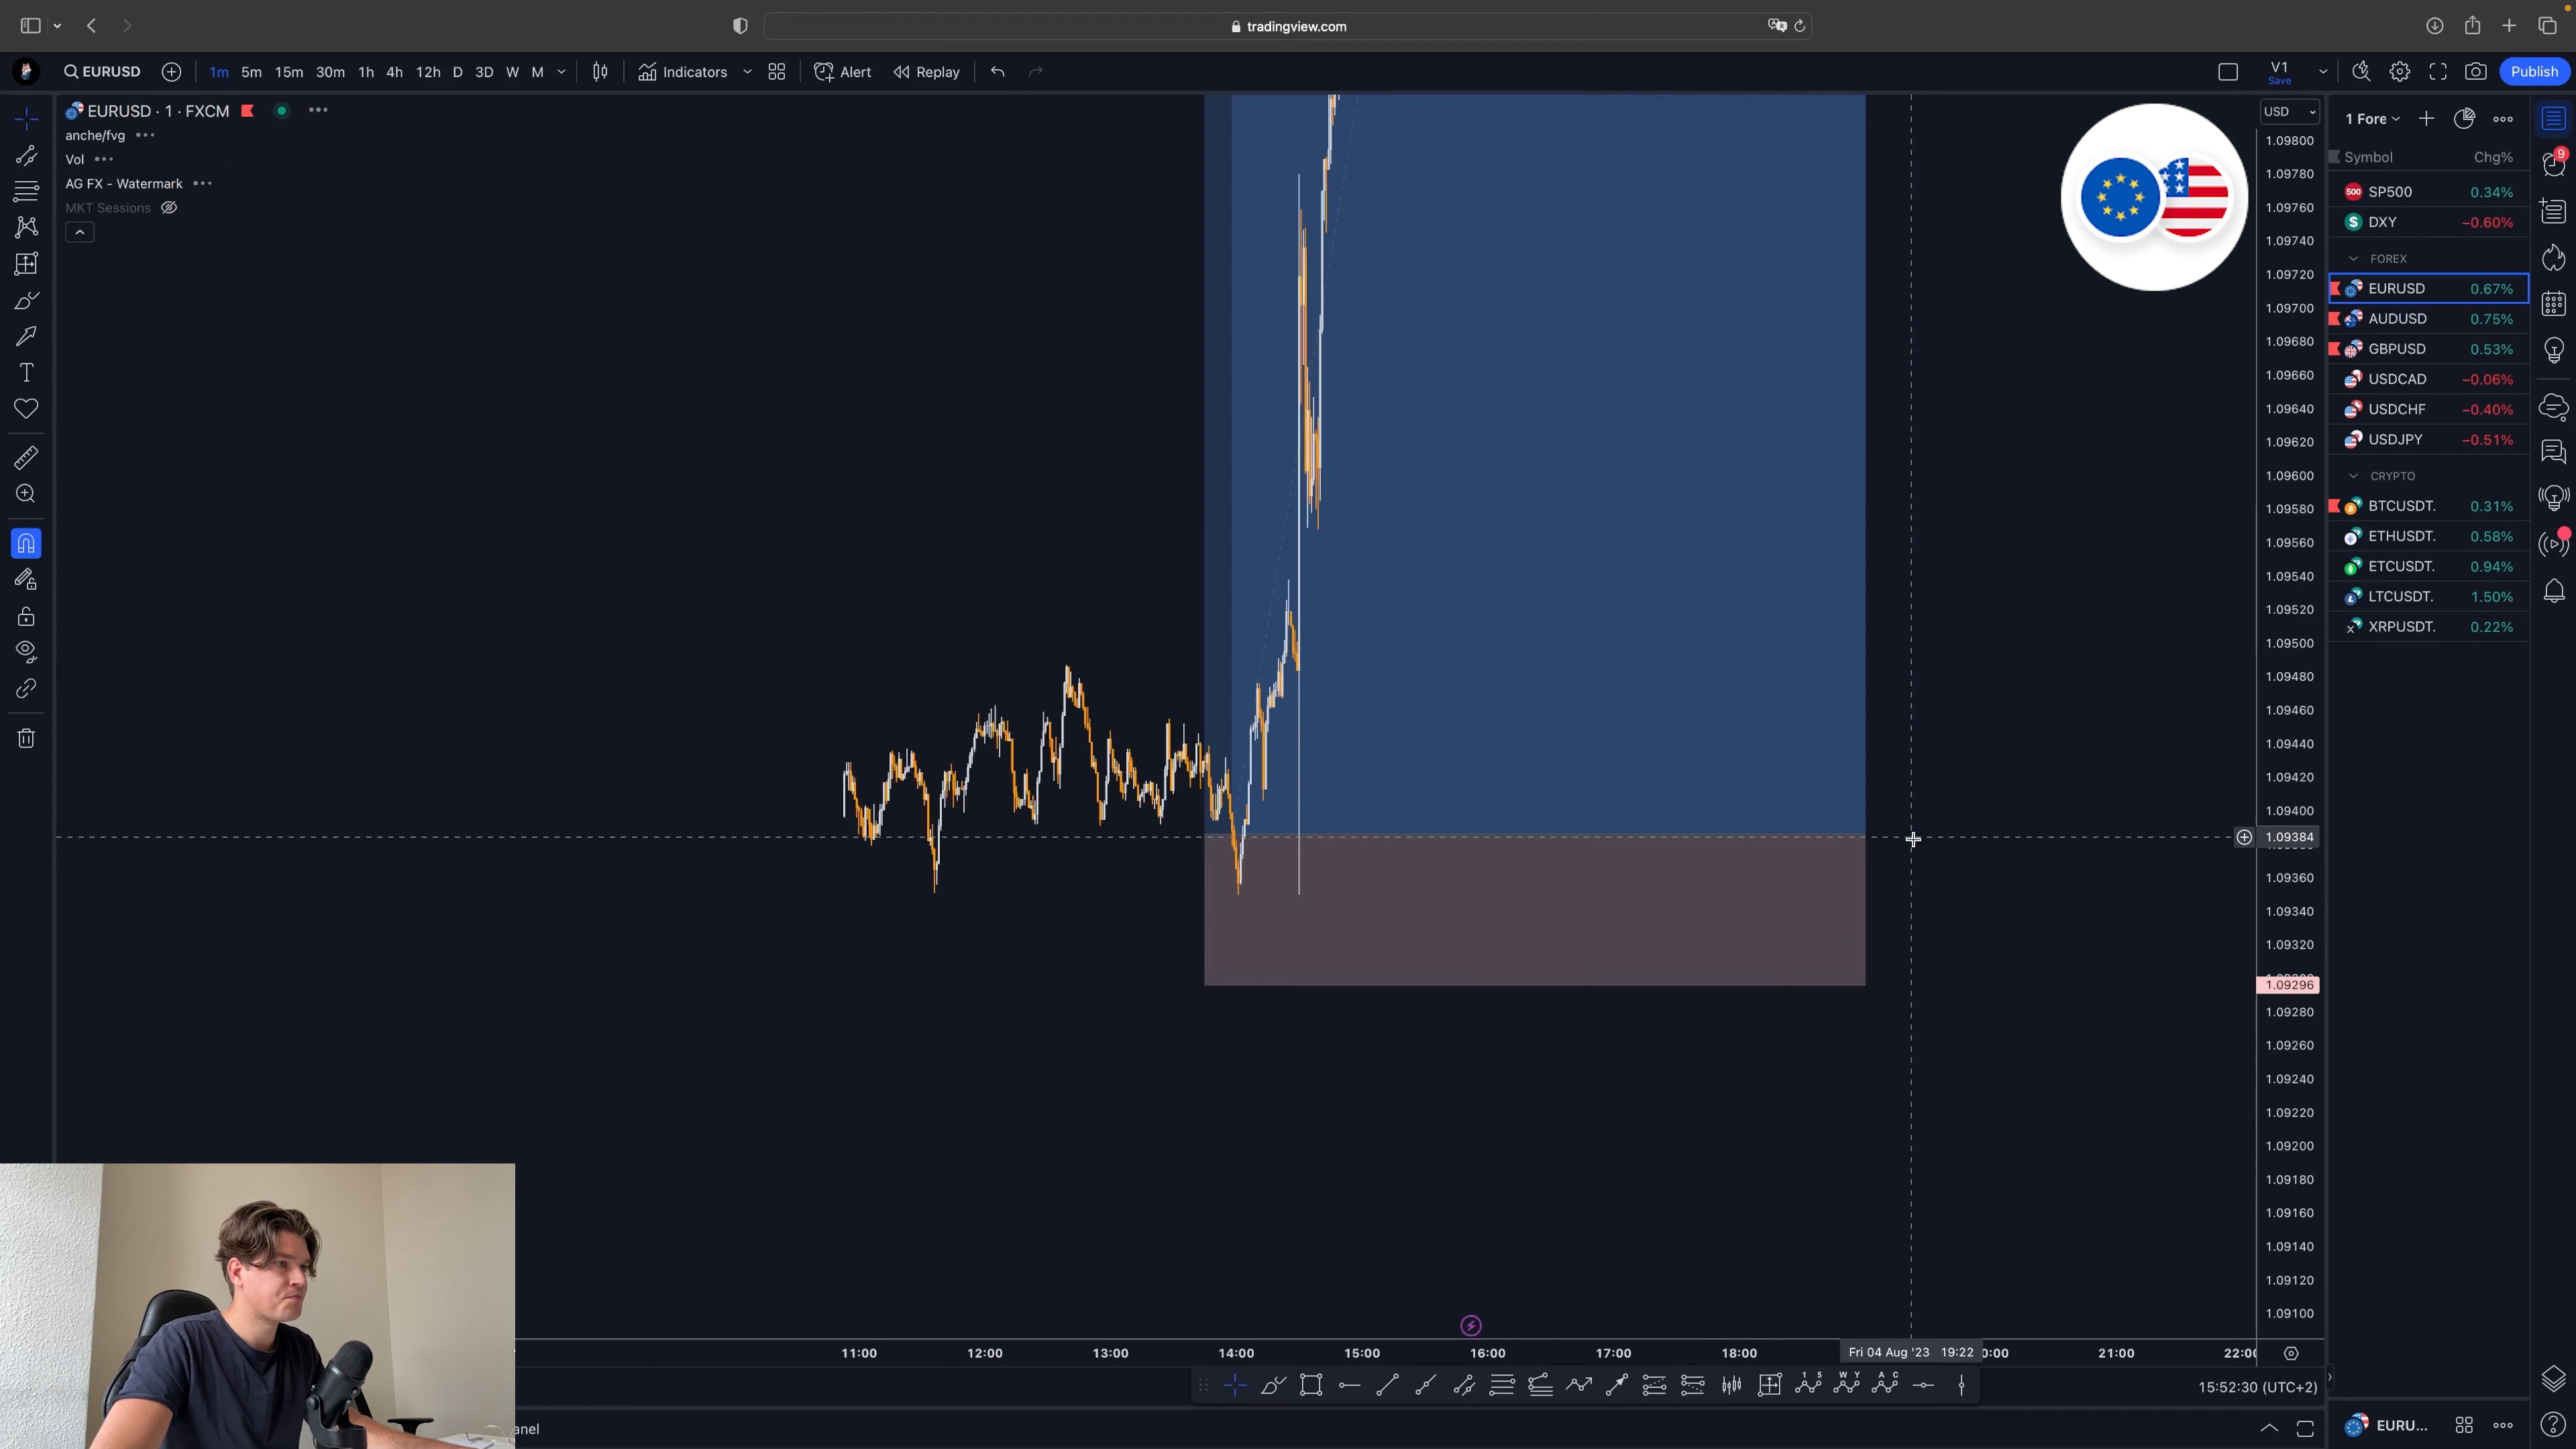 tradingview.com
EURUSD 1m 5m 15m 30m 1h 4h 12h D 3D W M Indicators Alert Replay V1 Save Publish
EURUSD · 1 · FXCM
anche/fvg
Vol
AG FX - Watermark
MKT Sessions
USD
1.09800
1.09780
1.09760
1.09740
1.09720
1.09700
1.09680
1.09660
1.09640
1.09620
1.09600
1.09580
1.09560
1.09540
1.09520
1.09500
1.09480
1.09460
1.09440
1.09420
1.09400
1.09384
1.09360
1.09340
1.09320
1.09296
1.09280
1.09260
1.09240
1.09220
1.09200
1.09180
1.09160
1.09140
1.09120
1.09100
1 Fore
Symbol Chg%
500 SP500 0.34%
DXY −0.60%
FOREX
EURUSD 0.67%
AUDUSD 0.75%
GBPUSD 0.53%
USDCAD −0.06%
USDCHF −0.40%
USDJPY −0.51%
CRYPTO
BTCUSDT. 0.31%
ETHUSDT. 0.58%
ETCUSDT. 0.94%
LTCUSDT. 1.50%
XRPUSDT. 0.22%
9
11:00 12:00 13:00 14:00 15:00 16:00 17:00 18:00 Fri 04 Aug '23 19:22 0:00 21:00 22:0
15:52:30 (UTC+2)
anel
EURU...